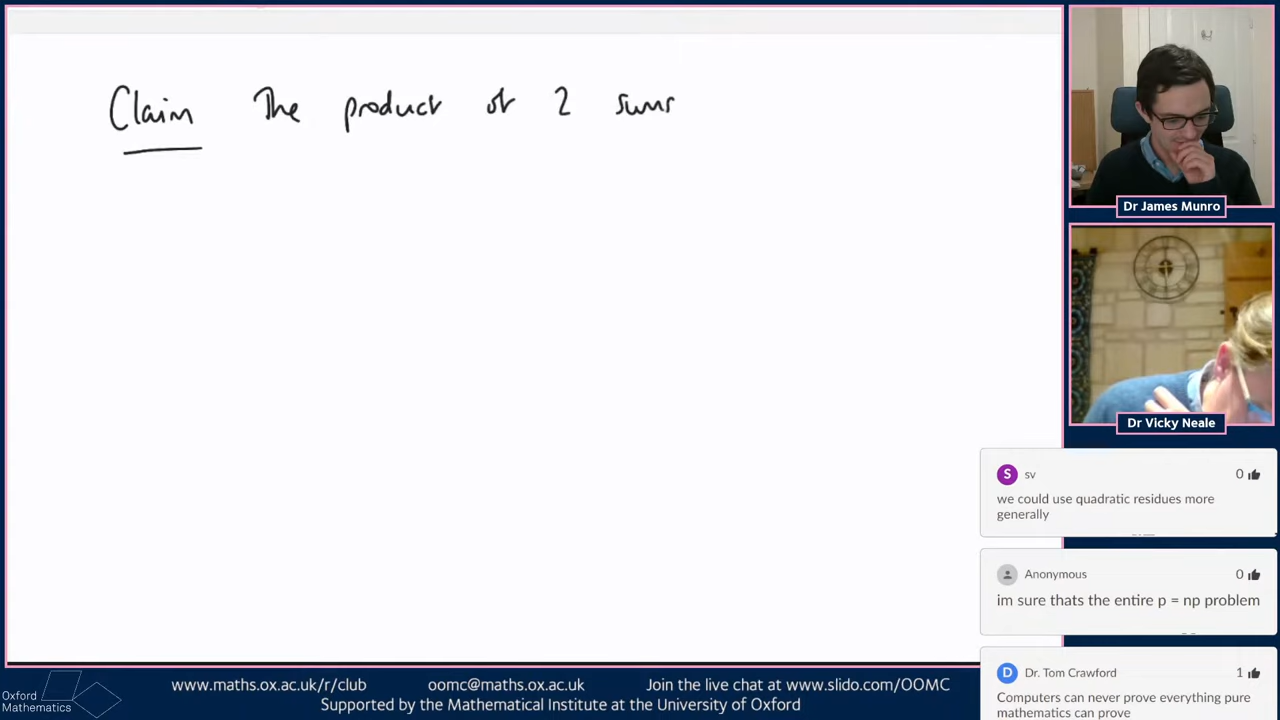 Claim The product of 2 sums
Dr James Munro
Dr Vicky Neale
S sv 0
we could use quadratic residues more
generally
Anonymous 0
im sure thats the entire p = np problem
D Dr. Tom Crawford 1
Computers can never prove everything pure
mathematics can prove
Oxford
Mathematics
www.maths.ox.ac.uk/r/club oomc@maths.ox.ac.uk Join the live chat at www.slido.com/OOMC
Supported by the Mathematical Institute at the University of Oxford